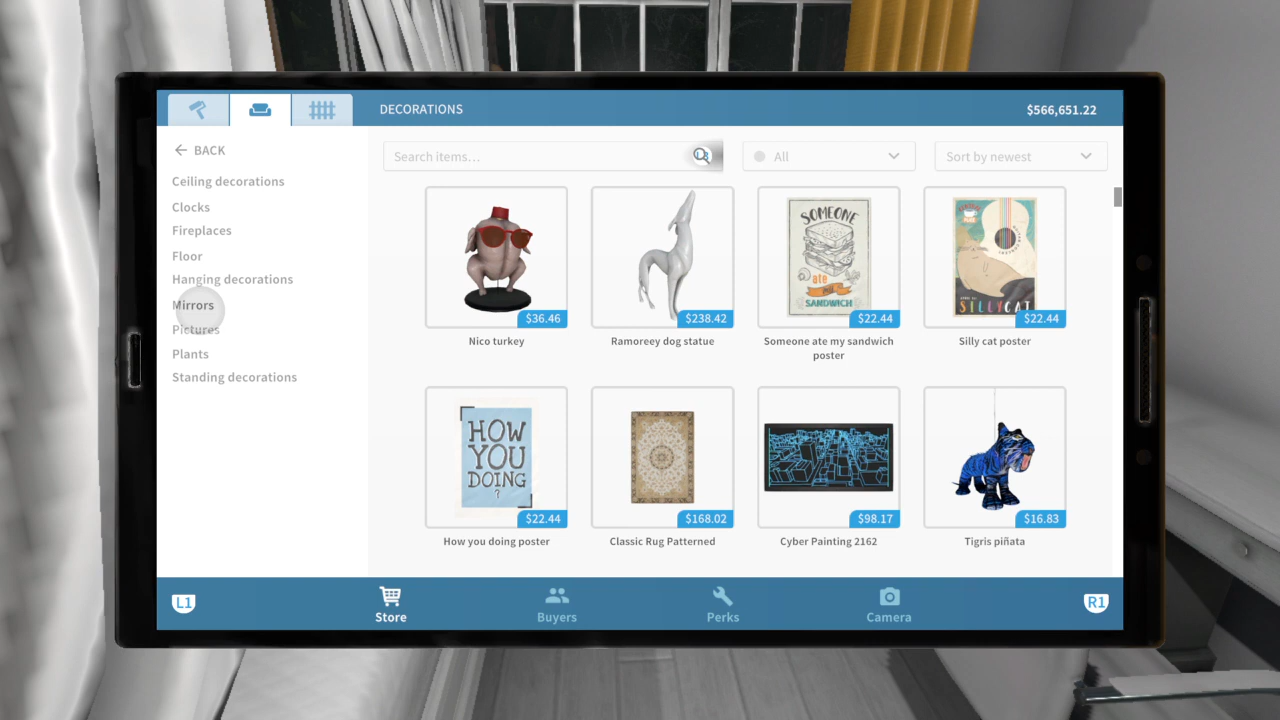 DECORATIONS
$566,651.22
BACK
Search items...
All
Sort by newest
Ceiling decorations
Clocks
Fireplaces
Floor
Hanging decorations
Mirrors
Pictures
Plants
Standing decorations
SOMEONE
ate
SANDWICH
SILLYCAT
$36.46
$238.42
$22.44
$22.44
Nico turkey
Ramoreey dog statue
Someone ate my sandwich
poster
Silly cat poster
HOW
YOU
DOING
?
$22.44
$168.02
$98.17
$16.83
How you doing poster
Classic Rug Patterned
Cyber Painting 2162
Tigris piñata
L1
Store
Buyers
Perks
Camera
R1